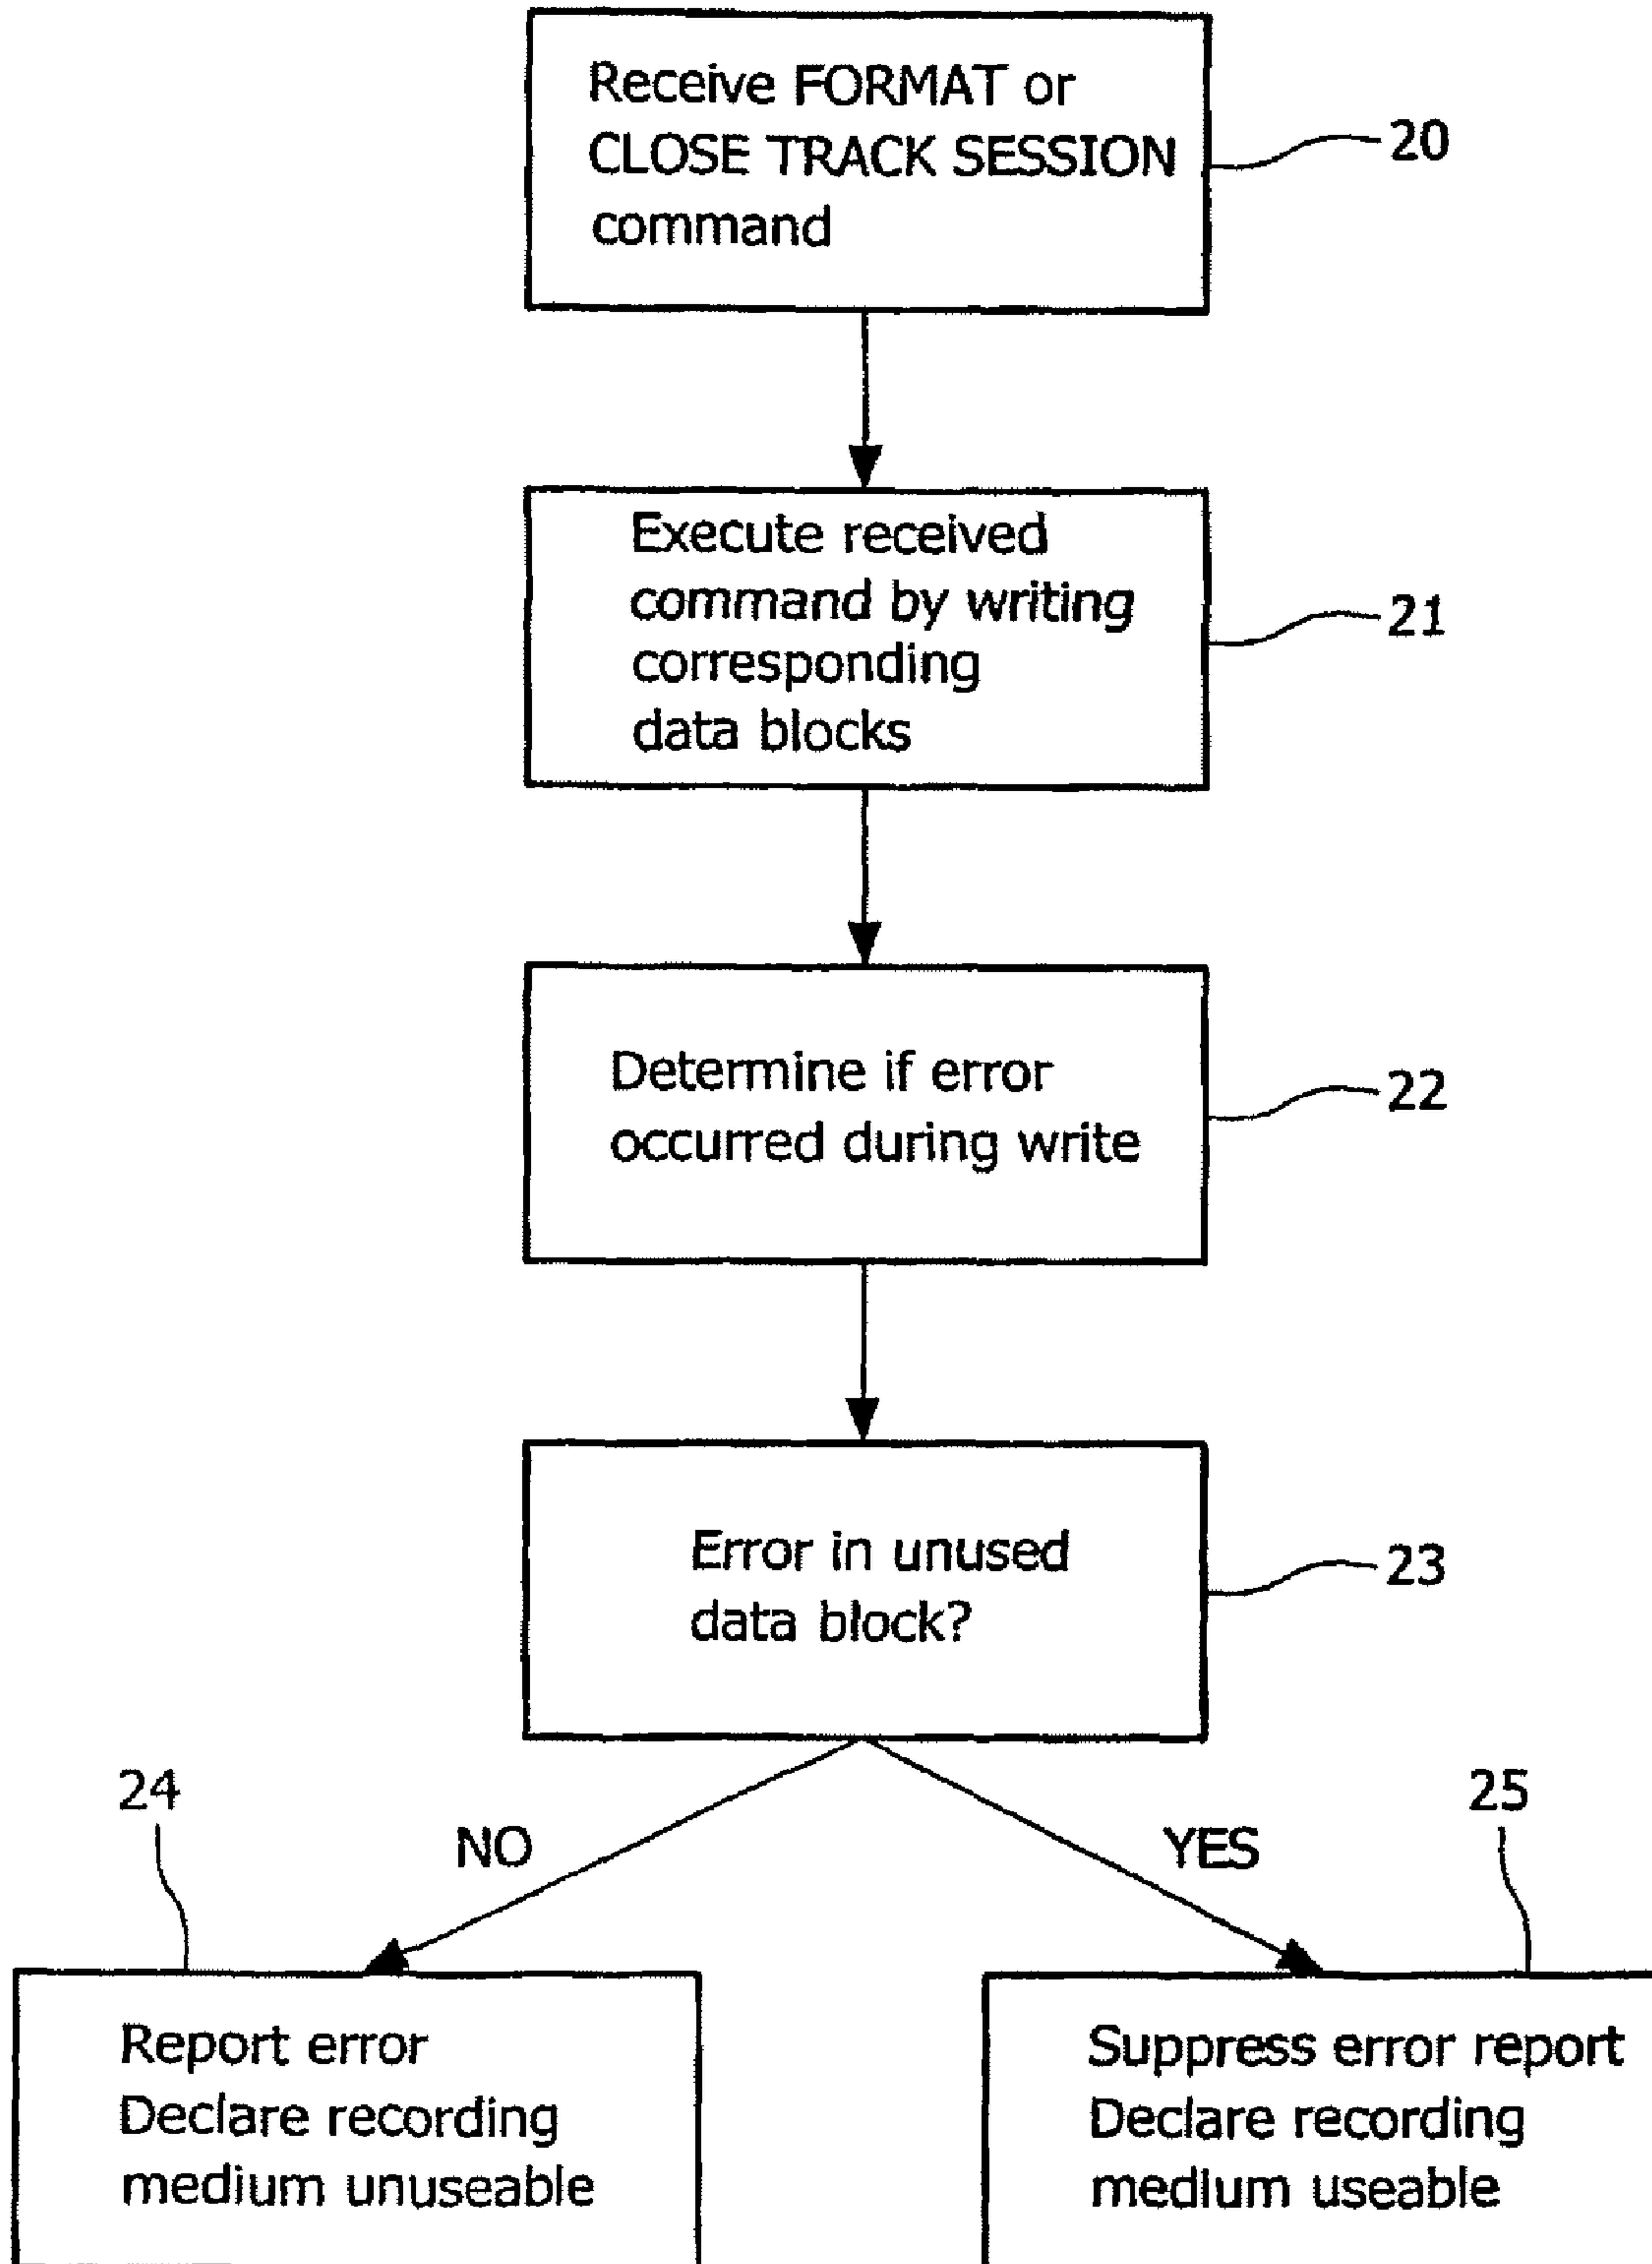 Receive FORMAT or
CLOSE TRACK SESSION
command
20
Execute received
command by writing
corresponding
data blocks
21
Determine if error
occurred during write
22
Error in unused
data block?
23
24
NO
YES
25
Report error
Declare recording
medium unuseable
Suppress error report
Declare recording
medium useable